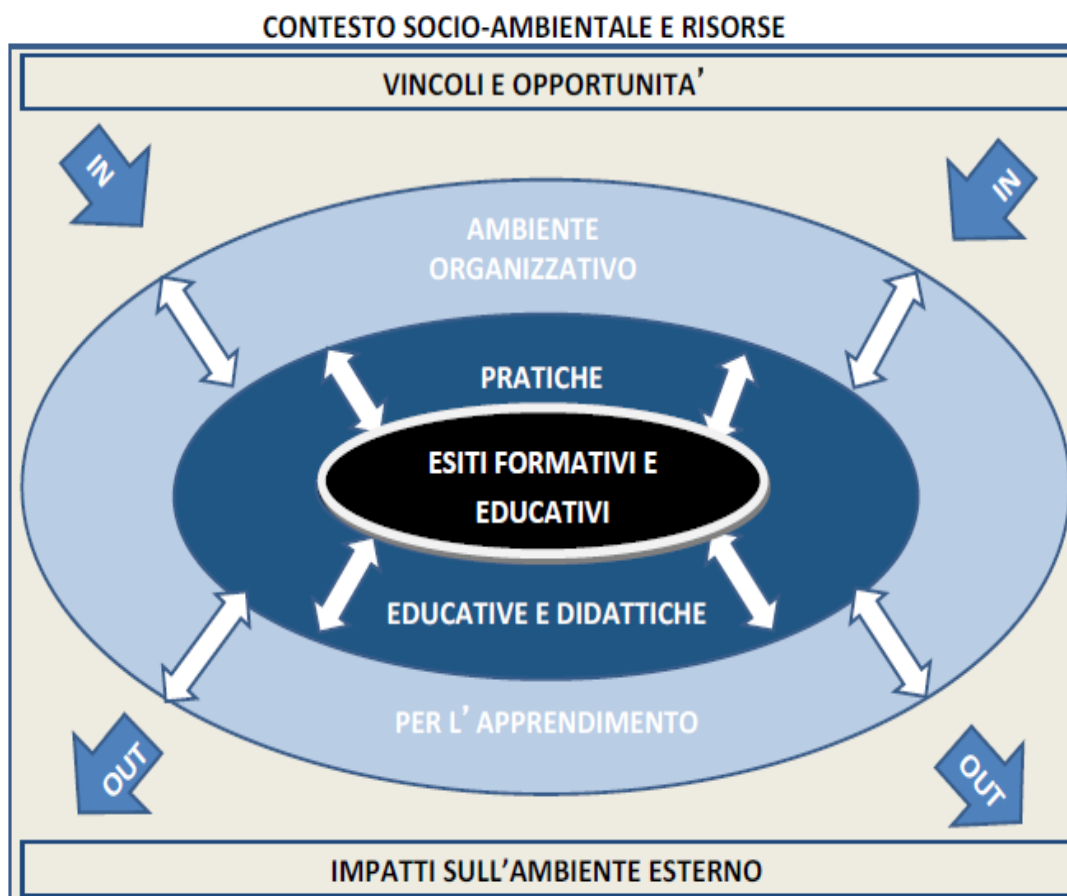 CONTESTO SOCIO-AMBIENTALE E RISORSE
VINCOLI E OPPORTUNITA’
IN
IN
AMBIENTE
ORGANIZZATIVO
PRATICHE
ESITI FORMATIVI E
EDUCATIVI
EDUCATIVE E DIDATTICHE
PER L’ APPRENDIMENTO
OUT
OUT
IMPATTI SULL’AMBIENTE ESTERNO